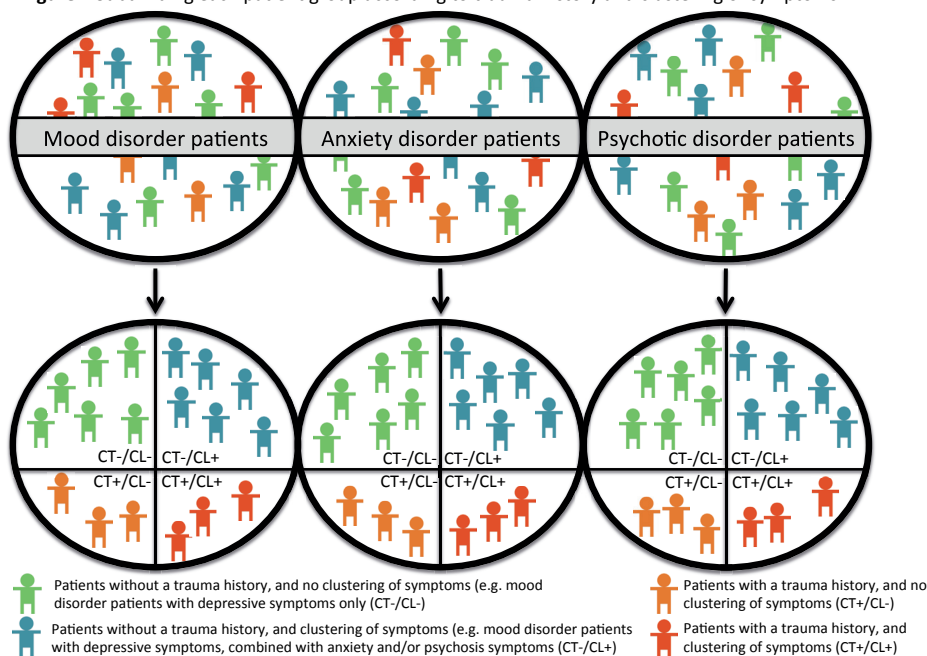 Mood disorder patients
Anxiety disorder patients
Psychotic disorder patients
CT-/CL- CT-/CL+
CT+/CL- CT+/CL+
CT-/CL- CT-/CL+
CT+/CL- CT+/CL+
CT-/CL- CT-/CL+
CT+/CL- CT+/CL+
Patients without a trauma history, and no clustering of symptoms (e.g. mood
disorder patients with depressive symptoms only (CT-/CL-)
Patients without a trauma history, and clustering of symptoms (e.g. mood disorder patients
with depressive symptoms, combined with anxiety and/or psychosis symptoms (CT-/CL+)
Patients with a trauma history, and no
clustering of symptoms (CT+/CL-)
Patients with a trauma history, and
clustering of symptoms (CT+/CL+)